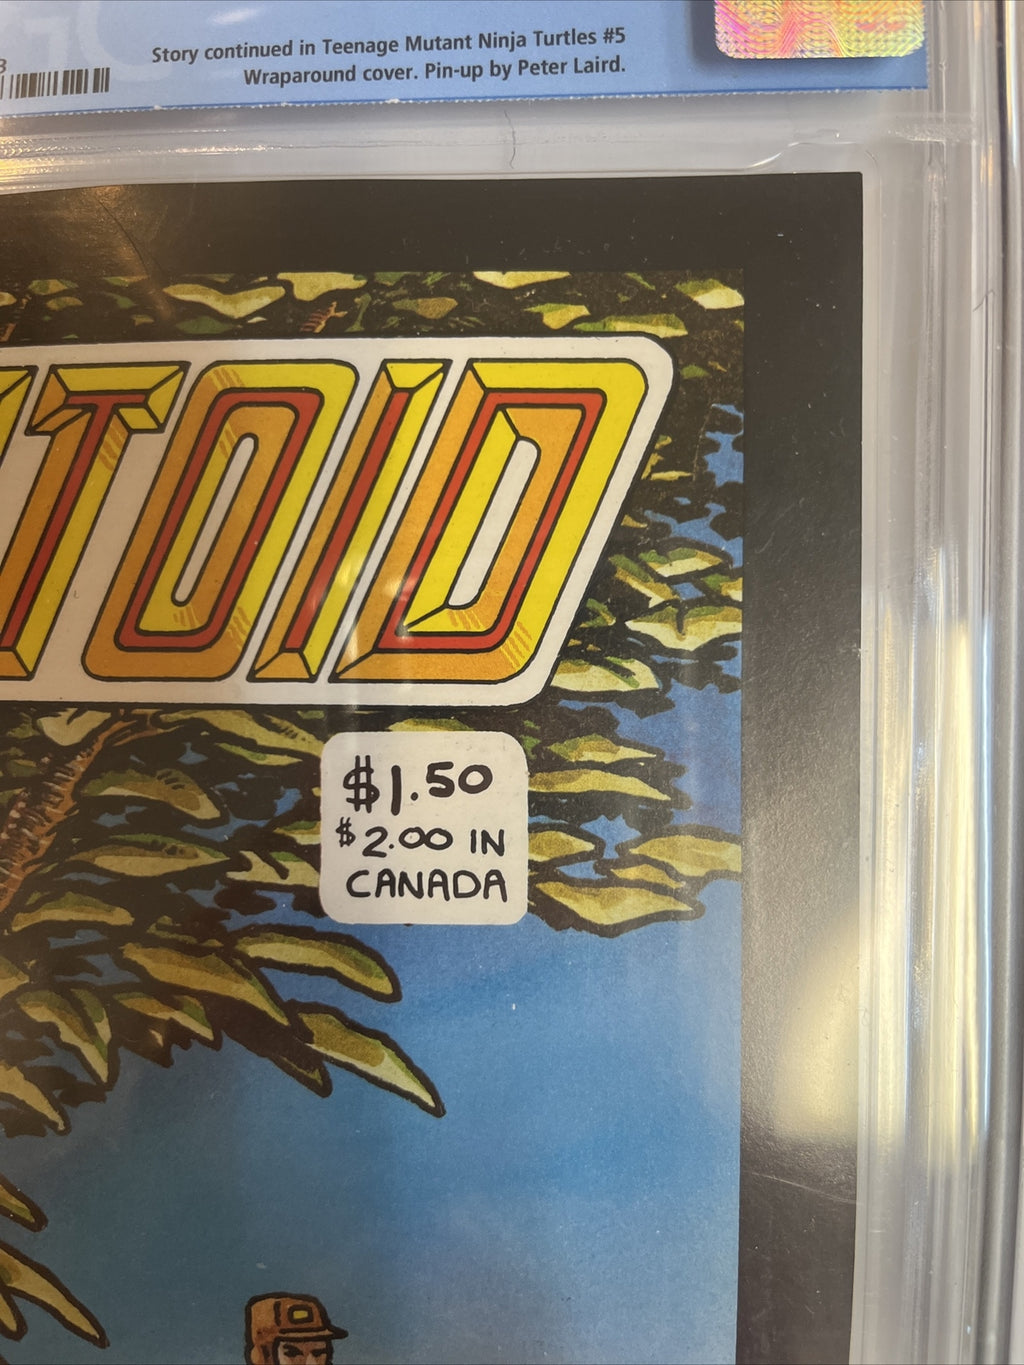 Story continued in Teenage Mutant Ninja Turtles #5
Wraparound cover. Pin-up by Peter Laird.
TOID
$1.50
$2.00 IN
CANADA